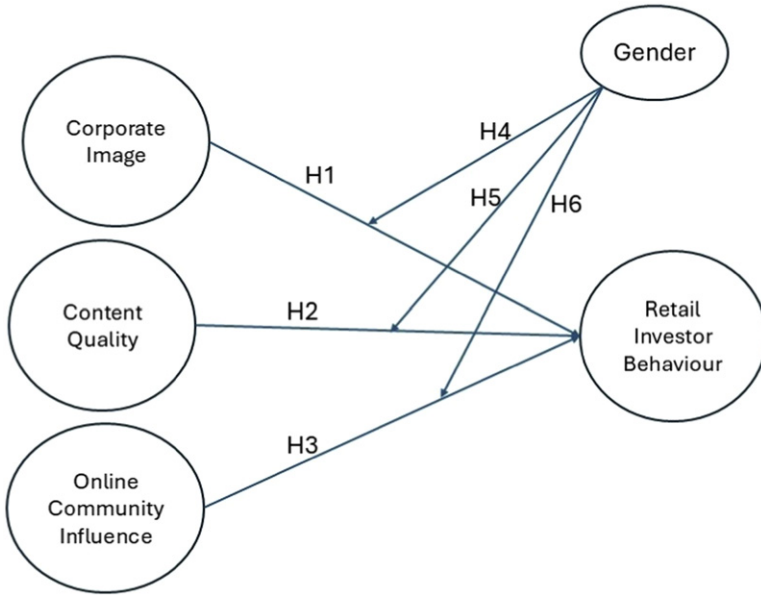 Gender
Corporate
Image
H4
H1
H5
H6
Content
Quality
H2
Retail
Investor
Behaviour
H3
Online
Community
Influence